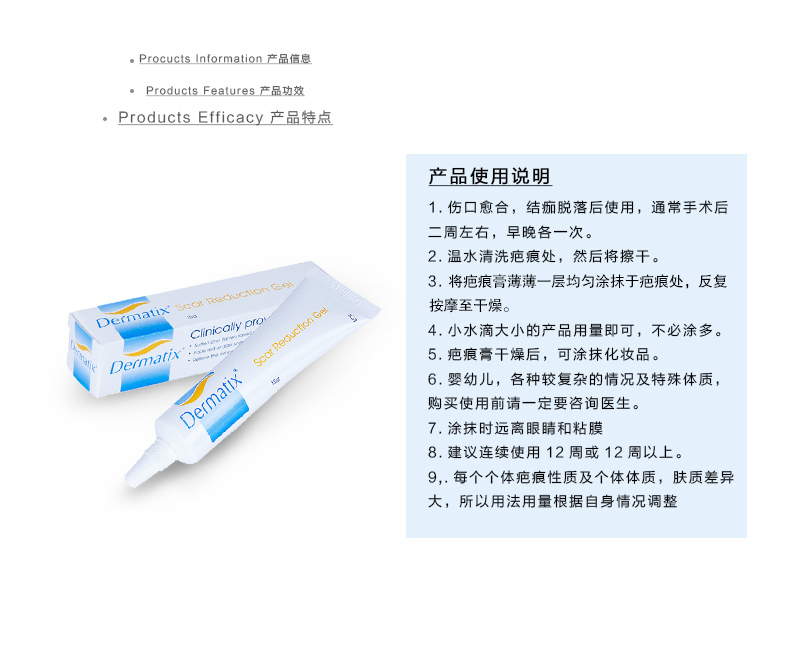 Procucts Information 产品信息
Products Features 产品功效
Products Efficacy 产品特点
产品使用说明
1. 伤口愈合，结痂脱落后使用，通常手术后
二周左右，早晚各一次。
2. 温水清洗疤痕处，然后将擦干。
3. 将疤痕膏薄薄一层均匀涂抹于疤痕处，反复
按摩至干燥。
4. 小水滴大小的产品用量即可，不必涂多。
5. 疤痕膏干燥后，可涂抹化妆品。
6. 婴幼儿，各种较复杂的情况及特殊体质，
购买使用前请一定要咨询医生。
7. 涂抹时远离眼睛和粘膜
8. 建议连续使用 12 周或 12 周以上。
9,. 每个个体疤痕性质及个体体质，肤质差异
大，所以用法用量根据自身情况调整
Dermatix® Scar Reduction Gel
15g
Clinically prov
Dermatix®
Dermatix
Dermatix®
Scar Reduction Gel
15gr